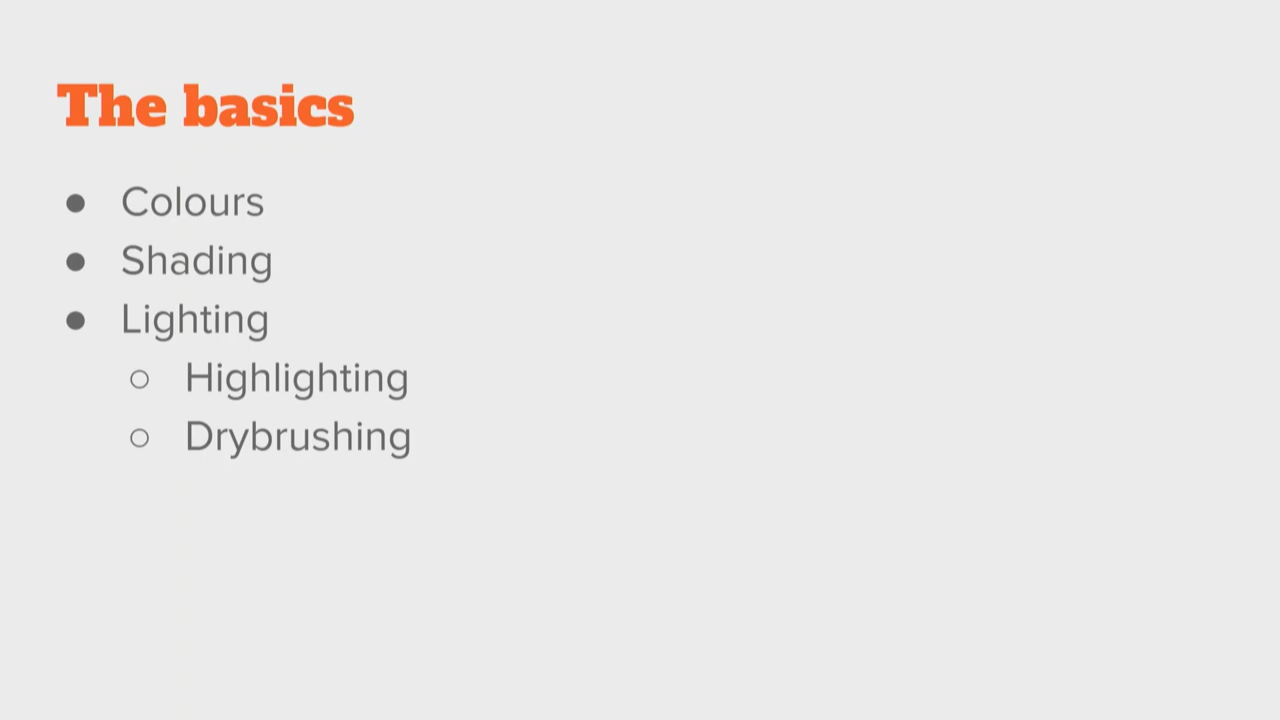 The basics
● Colours
● Shading
● Lighting
○ Highlighting
○ Drybrushing